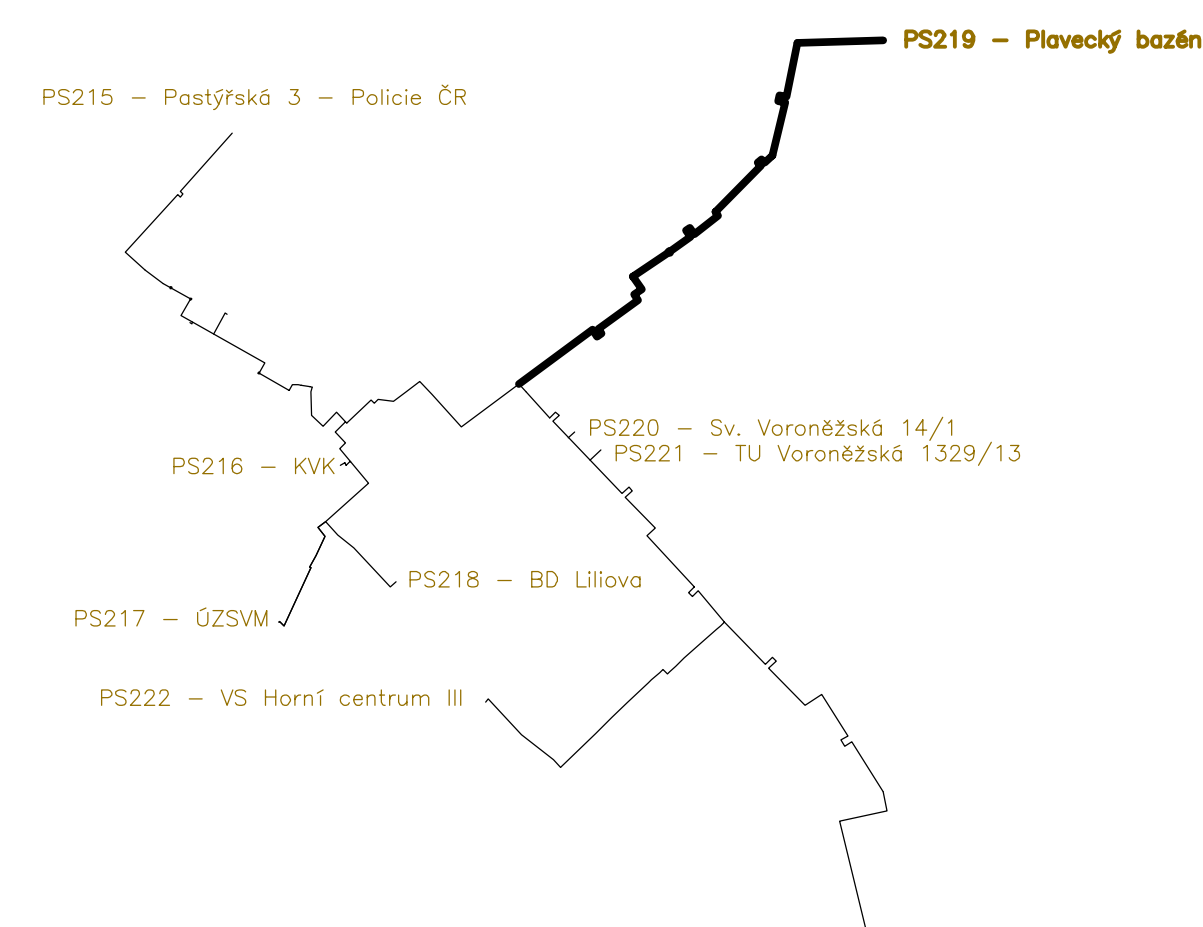 PS219 - Plavecký bazén
PS215 - Pastýřská 3 - Policie ČR
PS220 - Sv. Voroněžská 14/1
PS221 - TU Voroněžská 1329/13
PS216 - KVK
PS218 - BD Liliova
PS217 - ÚZSVM
PS222 - VS Horní centrum III